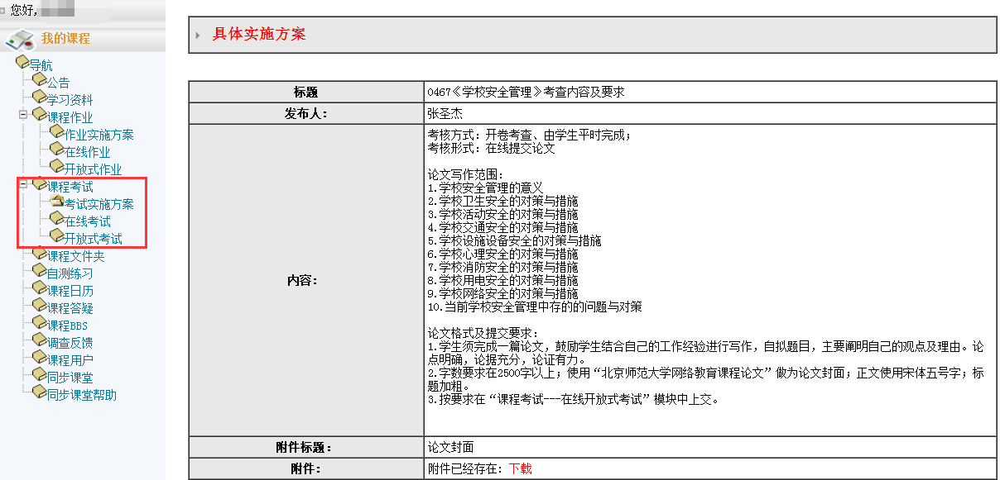 您好,
我的课程
导航
公告
学习资料
课程作业
作业实施方案
在线作业
开放式作业
课程考试
考试实施方案
在线考试
开放式考试
课程文件夹
自测练习
课程日历
课程答疑
课程BBS
调查反馈
课程用户
同步课堂
同步课堂帮助
具体实施方案
标题
0467《学校安全管理》考查内容及要求
发布人：
张圣杰
内容：
考核方式：开卷考查、由学生平时完成；
考核形式：在线提交论文
论文写作范围：
1.学校安全管理的意义
2.学校卫生安全的对策与措施
3.学校活动安全的对策与措施
4.学校交通安全的对策与措施
5.学校设施设备安全的对策与措施
6.学校心理安全的对策与措施
7.学校消防安全的对策与措施
8.学校用电安全的对策与措施
9.学校网络安全的对策与措施
10.当前学校安全管理中存的的问题与对策
论文格式及提交要求：
1.学生须完成一篇论文，鼓励学生结合自己的工作经验进行写作，自拟题目，主要阐明自己的观点及理由。论
点明确，论据充分，论证有力。
2.字数要求在2500字以上；使用“北京师范大学网络教育课程论文”做为论文封面；正文使用宋体五号字；标
题加粗。
3.按要求在“课程考试---在线开放式考试”模块中上交。
附件标题：
论文封面
附件：
附件已经存在：下载